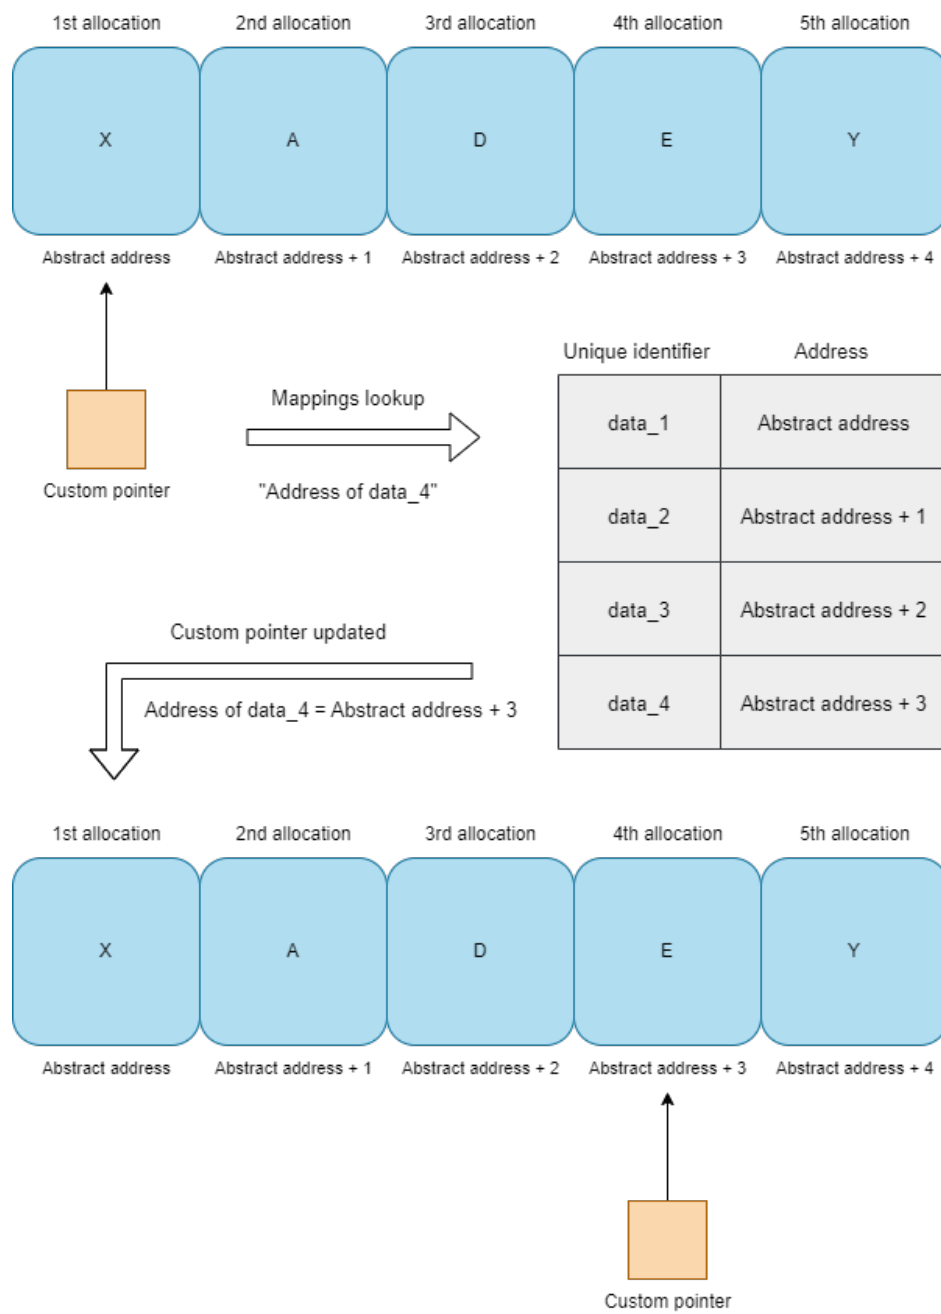 1st allocation 2nd allocation 3rd allocation 4th allocation 5th allocation
X A D E Y
Abstract address Abstract address + 1 Abstract address + 2 Abstract address + 3 Abstract address + 4
Unique identifier Address
Mappings lookup
data_1 Abstract address
Custom pointer
"Address of data_4"
data_2 Abstract address + 1
data_3 Abstract address + 2
Custom pointer updated
Address of data_4 = Abstract address + 3
data_4 Abstract address + 3
1st allocation 2nd allocation 3rd allocation 4th allocation 5th allocation
X A D E Y
Abstract address Abstract address + 1 Abstract address + 2 Abstract address + 3 Abstract address + 4
Custom pointer